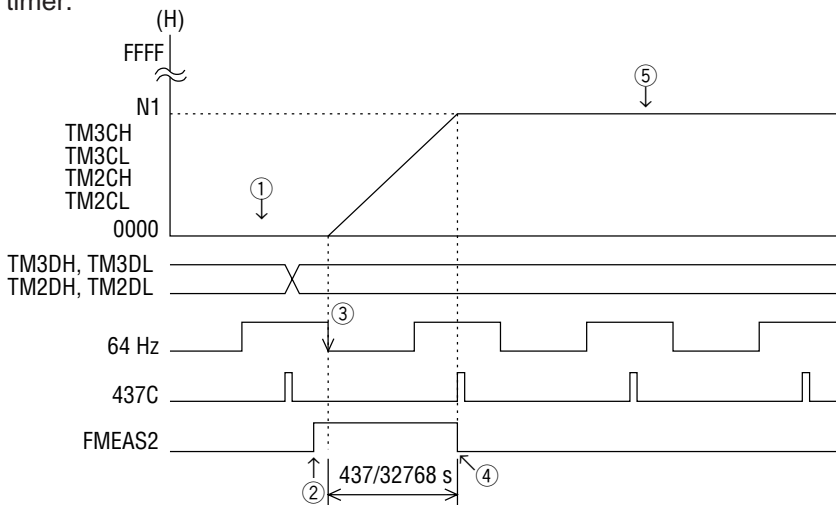 timer.
(H)
FFFF
N1
TM3CH
TM3CL
TM2CH
TM2CL
0000
①
⑤
TM3DH, TM3DL
TM2DH, TM2DL
③
64 Hz
437C
FMEAS2
②
437/32768 s
④